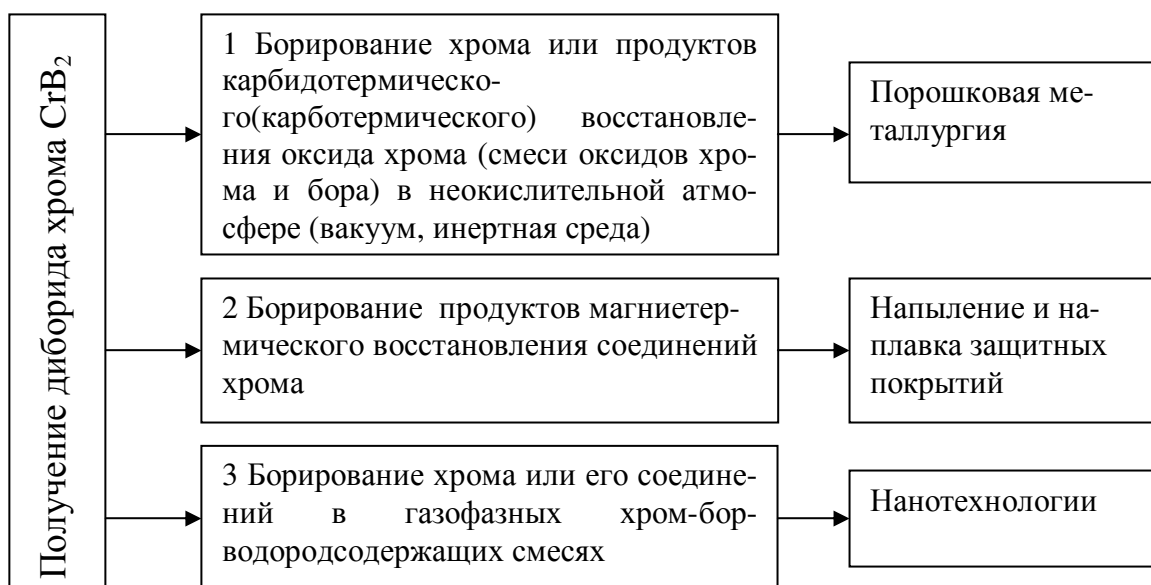 Получение диборида хрома CrB₂
1 Борирование хрома или продуктов
карбидотермическо-
го(карботермического) восстановле-
ния оксида хрома (смеси оксидов хро-
ма и бора) в неокислительной атмо-
сфере (вакуум, инертная среда)
Порошковая ме-
таллургия
2 Борирование продуктов магниетер-
мического восстановления соединений
хрома
Напыление и на-
плавка защитных
покрытий
3 Борирование хрома или его соедине-
ний в газофазных хром-бор-
водородсодержащих смесях
Нанотехнологии